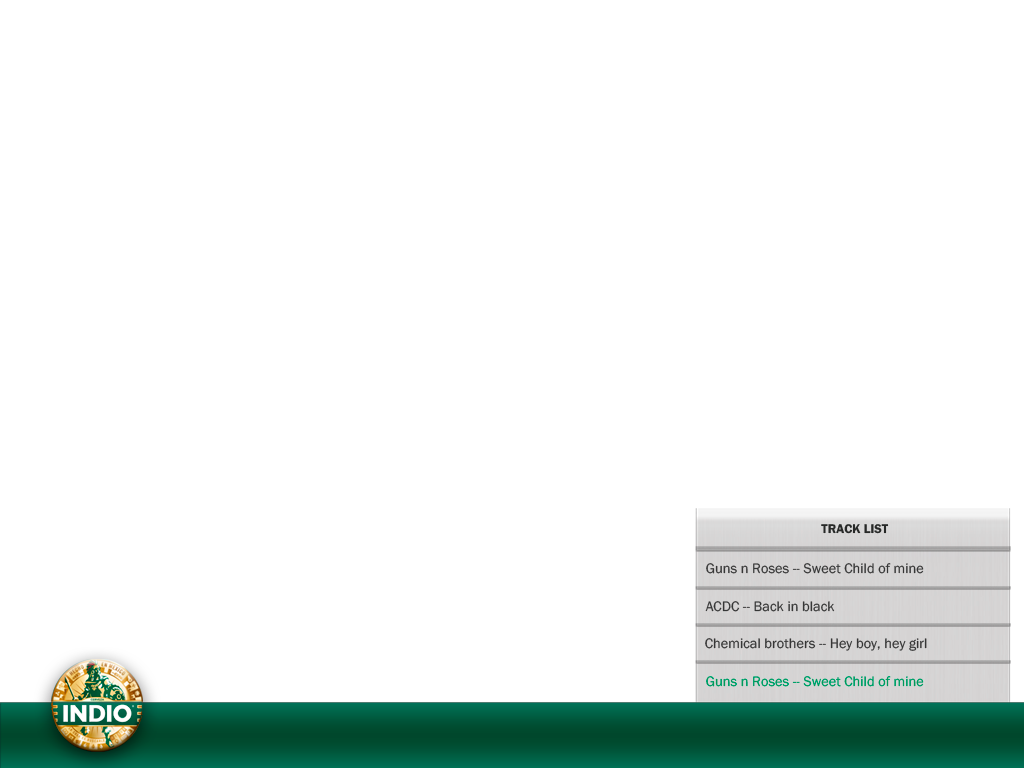 TRACK LIST
Guns n Roses -- Sweet Child of mine
ACDC -- Back in black
Chemical brothers -- Hey boy, hey girl
Guns n Roses -- Sweet Child of mine
INDIO